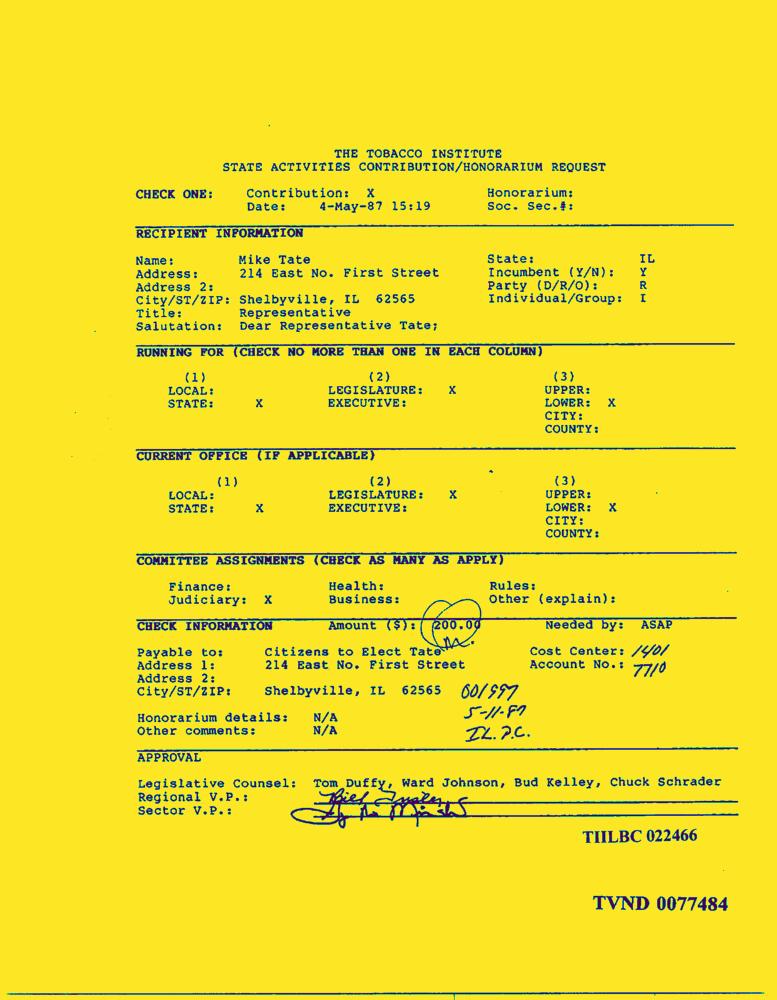 THE TOBACCO INSTITUTE
STATE ACTIVITIES CONTRIBUTION/HONORARIUM REQUEST
CHECK ONE: Contribution: X Honorarium:
Date: 4-May-87 15:19 Soc. Sec.#:
RECIPIENT INFORMATION
Name: Mike Tate State: IL
Address: 214 East No. First Street Incumbent (Y/N): Y
Address 2: Party (D/R/O): R
City/ST/ZIP: Shelbyville, IL 62565 Individual/Group: I
Title: Representative
Salutation: Dear Representative Tate;
RUNNING FOR (CHECK NO MORE THAN ONE IN EACH COLUMN)
(1) (2) (3)
LOCAL: LEGISLATURE: X UPPER:
STATE: X EXECUTIVE: LOWER: X
CITY:
COUNTY:
CURRENT OFFICE (IF APPLICABLE)
(1) (2) (3)
LOCAL: LEGISLATURE: X UPPER:
STATE: X EXECUTIVE: LOWER: X
CITY:
COUNTY:
COMMITTEE ASSIGNMENTS (CHECK AS MANY AS APPLY)
Finance: Health: Rules:
Judiciary: X Business: Other (explain):
CHECK INFORMATION Amount ($): 200.00 Needed by: ASAP
Payable to: Citizens to Elect Tate Cost Center: 1401
Address 1: 214 East No. First Street Account No.: 7710
Address 2:
City/ST/ZIP: Shelbyville, IL 62565 601997
5-11-87
Honorarium details: N/A
Other comments: N/A IL. P.C.
APPROVAL
Legislative Counsel: Tom Duffy, Ward Johnson, Bud Kelley, Chuck Schrader
Regional V.P.:
Sector V.P.:
TIILBC 022466
TVND 0077484